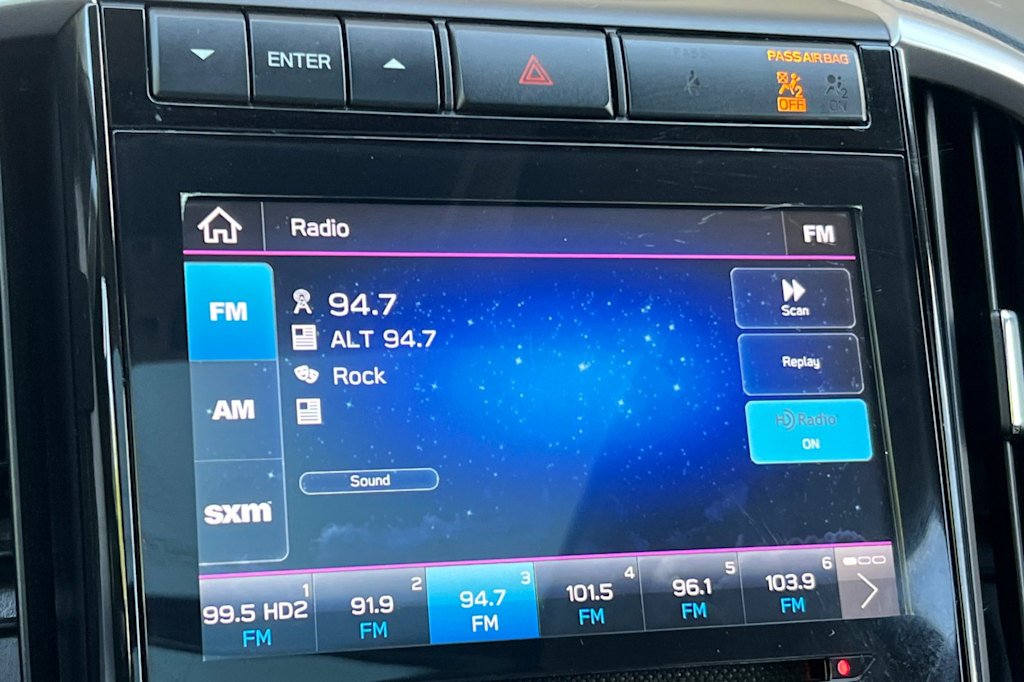 ENTER
PASS AIR BAG
2 2
OFF ON
Radio
FM
FM
94.7
ALT 94.7
Rock
Scan
Replay
AM
HD Radio
ON
Sound
sxm
1 2 3 4 5 6
99.5 HD2 91.9 94.7 101.5 96.1 103.9
FM FM FM FM FM FM